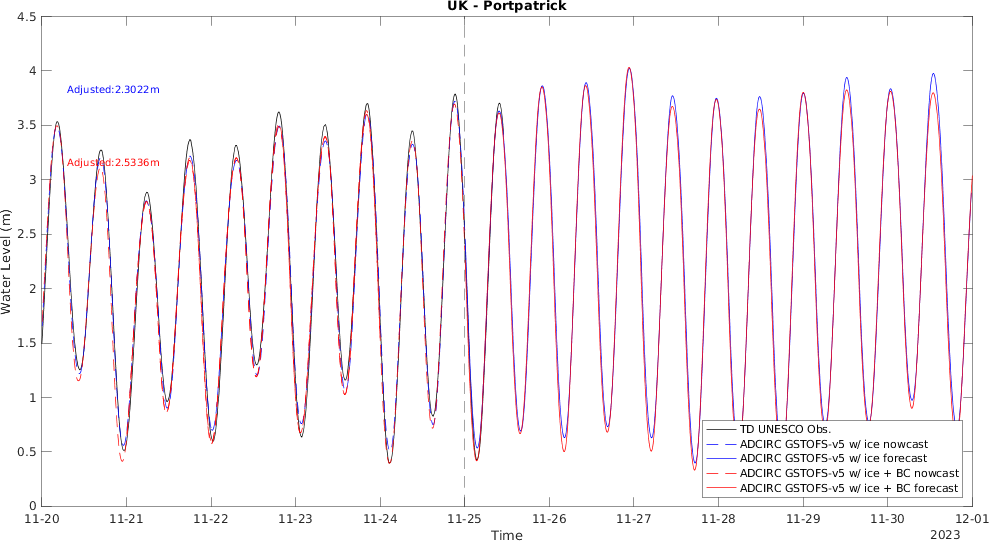 UK - Portpatrick
4.5
4
3.5
3
2.5
2
1.5
1
0.5
0
Water Level (m)
Adjusted:2.3022m
Adjusted:2.5336m
TD UNESCO Obs.
ADCIRC GSTOFS-v5 w/ ice nowcast
ADCIRC GSTOFS-v5 w/ ice forecast
ADCIRC GSTOFS-v5 w/ ice + BC nowcast
ADCIRC GSTOFS-v5 w/ ice + BC forecast
11-20 11-21 11-22 11-23 11-24 11-25 11-26 11-27 11-28 11-29 11-30 12-01
Time
2023